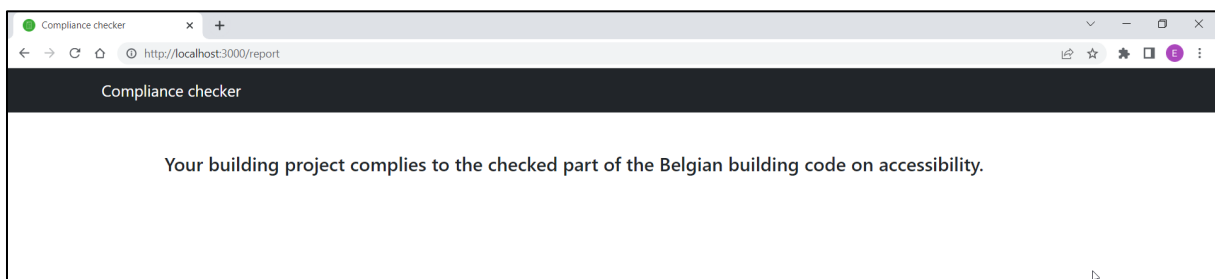 Compliance checker
http://localhost:3000/report
E
Compliance checker
Your building project complies to the checked part of the Belgian building code on accessibility.